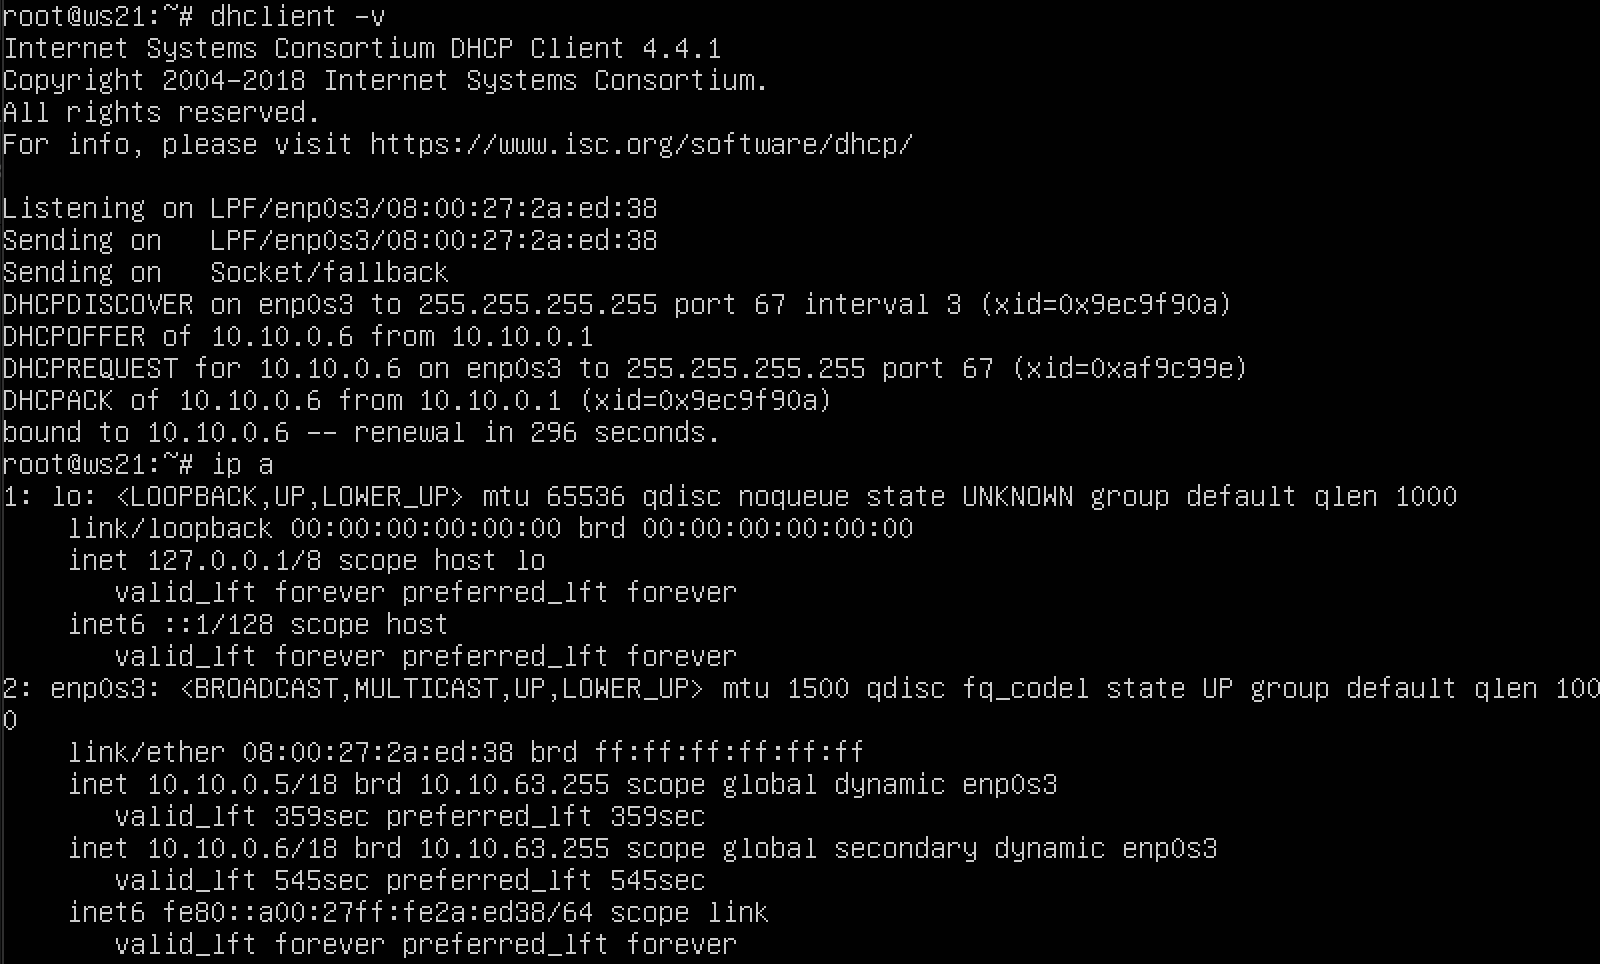 root@ws21:~# dhclient -v
Internet Systems Consortium DHCP Client 4.4.1
Copyright 2004-2018 Internet Systems Consortium.
All rights reserved.
For info, please visit https://www.isc.org/software/dhcp/

Listening on LPF/enp0s3/08:00:27:2a:ed:38
Sending on   LPF/enp0s3/08:00:27:2a:ed:38
Sending on   Socket/fallback
DHCPDISCOVER on enp0s3 to 255.255.255.255 port 67 interval 3 (xid=0x9ec9f90a)
DHCPOFFER of 10.10.0.6 from 10.10.0.1
DHCPREQUEST for 10.10.0.6 on enp0s3 to 255.255.255.255 port 67 (xid=0xaf9c99e)
DHCPACK of 10.10.0.6 from 10.10.0.1 (xid=0x9ec9f90a)
bound to 10.10.0.6 -- renewal in 296 seconds.
root@ws21:~# ip a
1: lo: <LOOPBACK,UP,LOWER_UP> mtu 65536 qdisc noqueue state UNKNOWN group default qlen 1000
    link/loopback 00:00:00:00:00:00 brd 00:00:00:00:00:00
    inet 127.0.0.1/8 scope host lo
       valid_lft forever preferred_lft forever
    inet6 ::1/128 scope host
       valid_lft forever preferred_lft forever
2: enp0s3: <BROADCAST,MULTICAST,UP,LOWER_UP> mtu 1500 qdisc fq_codel state UP group default qlen 100
0
    link/ether 08:00:27:2a:ed:38 brd ff:ff:ff:ff:ff:ff
    inet 10.10.0.5/18 brd 10.10.63.255 scope global dynamic enp0s3
       valid_lft 359sec preferred_lft 359sec
    inet 10.10.0.6/18 brd 10.10.63.255 scope global secondary dynamic enp0s3
       valid_lft 545sec preferred_lft 545sec
    inet6 fe80::a00:27ff:fe2a:ed38/64 scope link
       valid_lft forever preferred_lft forever